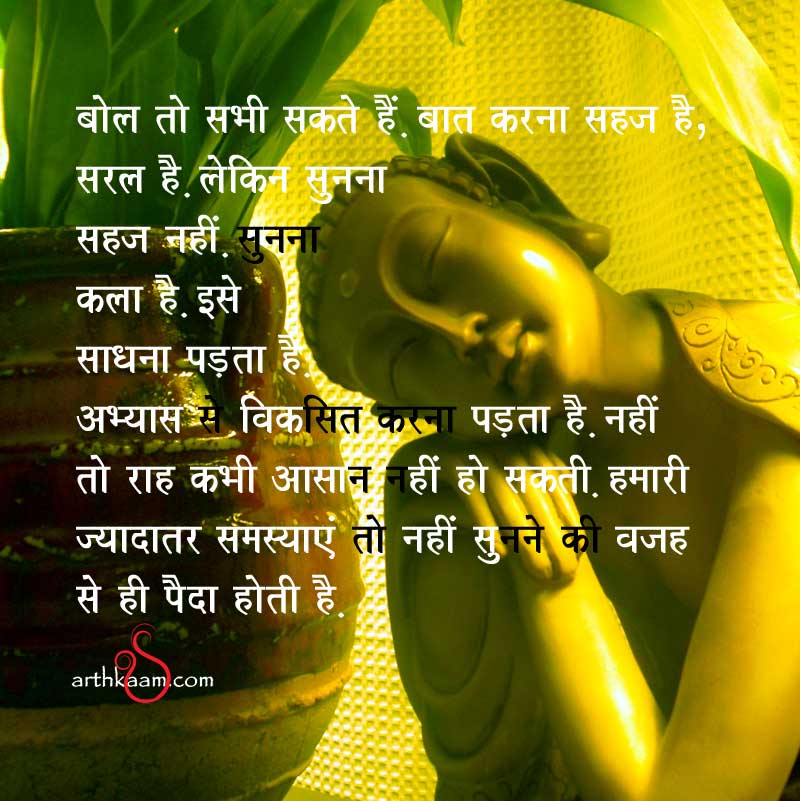 बोल तो सभी सकते हैं. बात करना सहज है,
सरल है. लेकिन सुनना
सहज नहीं. सुनना
कला है. इसे
साधना पड़ता है.
अभ्यास से विकसित करना पड़ता है. नहीं
तो राह कभी आसान नहीं हो सकती. हमारी
ज्यादातर समस्याएं तो नहीं सुनने की वजह
से ही पैदा होती है.
arthkaam.com